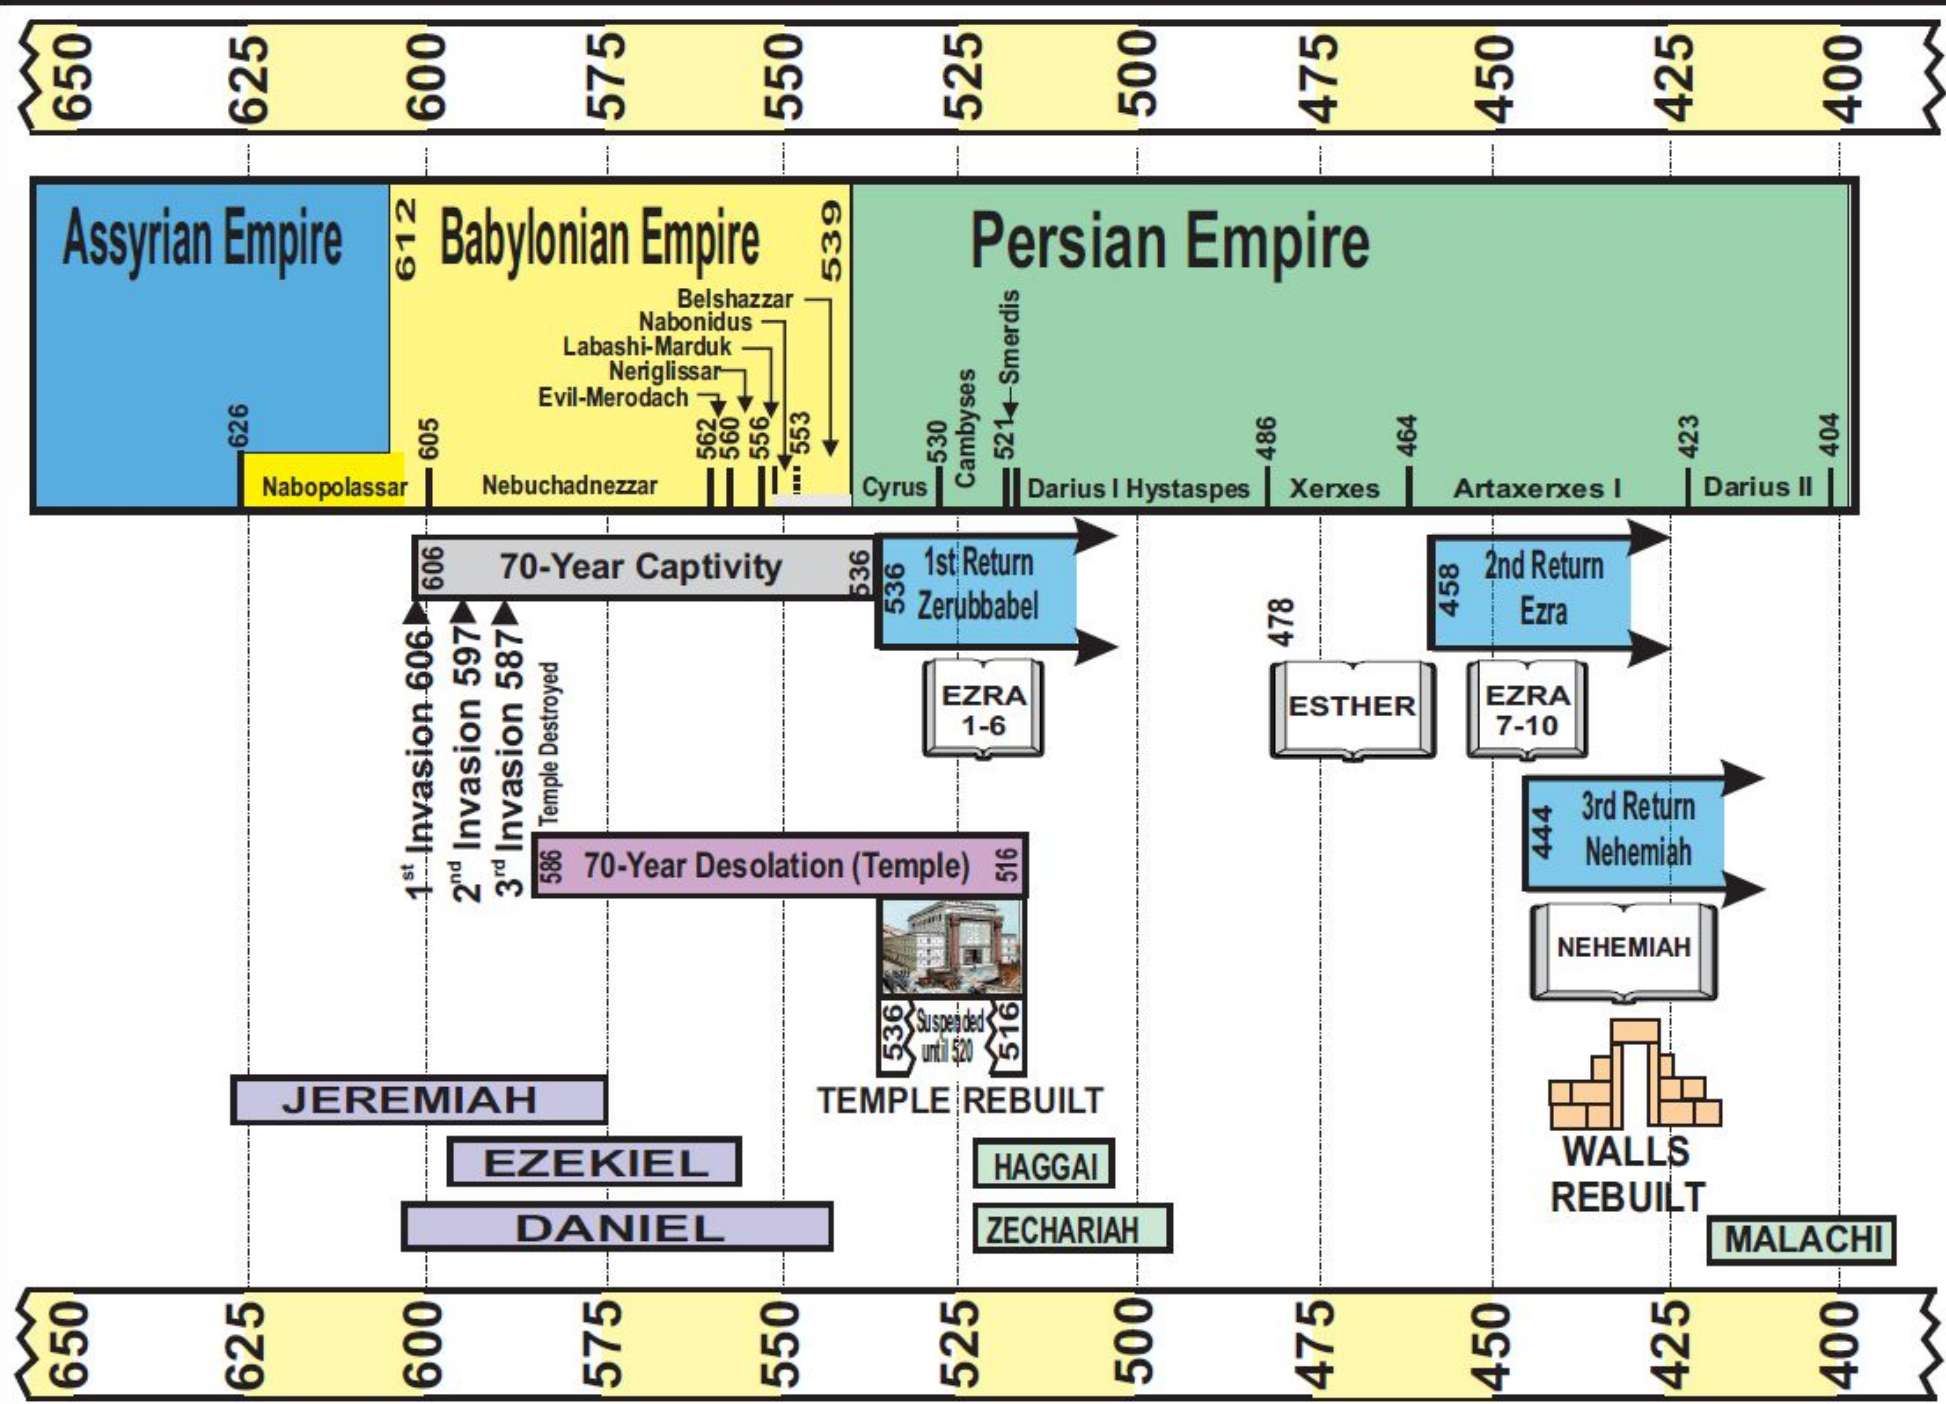 650
625
600
575
550
525
500
475
450
425
400
Assyrian Empire
612
Babylonian Empire
539
Persian Empire
Belshazzar
Nabonidus
Labashi-Marduk
Neriglissar
Evil-Merodach
Smerdis
Cambyses
626
605
562
560
556
553
530
521
486
464
423
404
Nabopolassar
Nebuchadnezzar
Cyrus
Darius I Hystaspes
Xerxes
Artaxerxes I
Darius II
606
70-Year Captivity
536
536
1st Return
Zerubbabel
458
2nd Return
Ezra
478
1st Invasion 606
2nd Invasion 597
3rd Invasion 587
Temple Destroyed
EZRA
1-6
ESTHER
EZRA
7-10
444
3rd Return
Nehemiah
586
70-Year Desolation (Temple)
516
NEHEMIAH
536
Suspended
until 520
516
TEMPLE REBUILT
JEREMIAH
EZEKIEL
DANIEL
HAGGAI
ZECHARIAH
WALLS
REBUILT
MALACHI
650
625
600
575
550
525
500
475
450
425
400